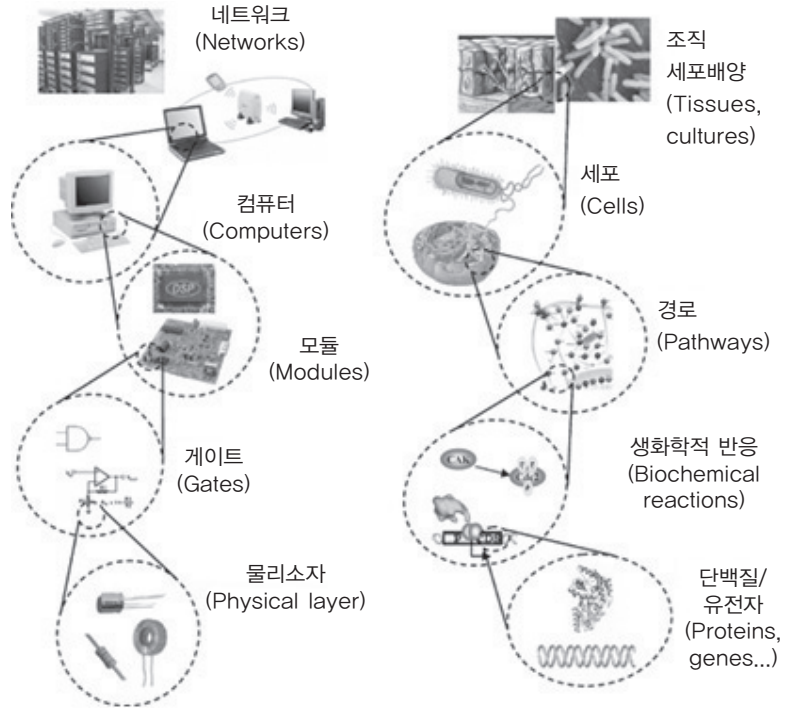 네트워크
(Networks)
컴퓨터
(Computers)
DSP
모듈
(Modules)
게이트
(Gates)
물리소자
(Physical layer)
조직
세포배양
(Tissues,
cultures)
세포
(Cells)
경로
(Pathways)
생화학적 반응
(Biochemical
reactions)
CAK
단백질/
유전자
(Proteins,
genes...)